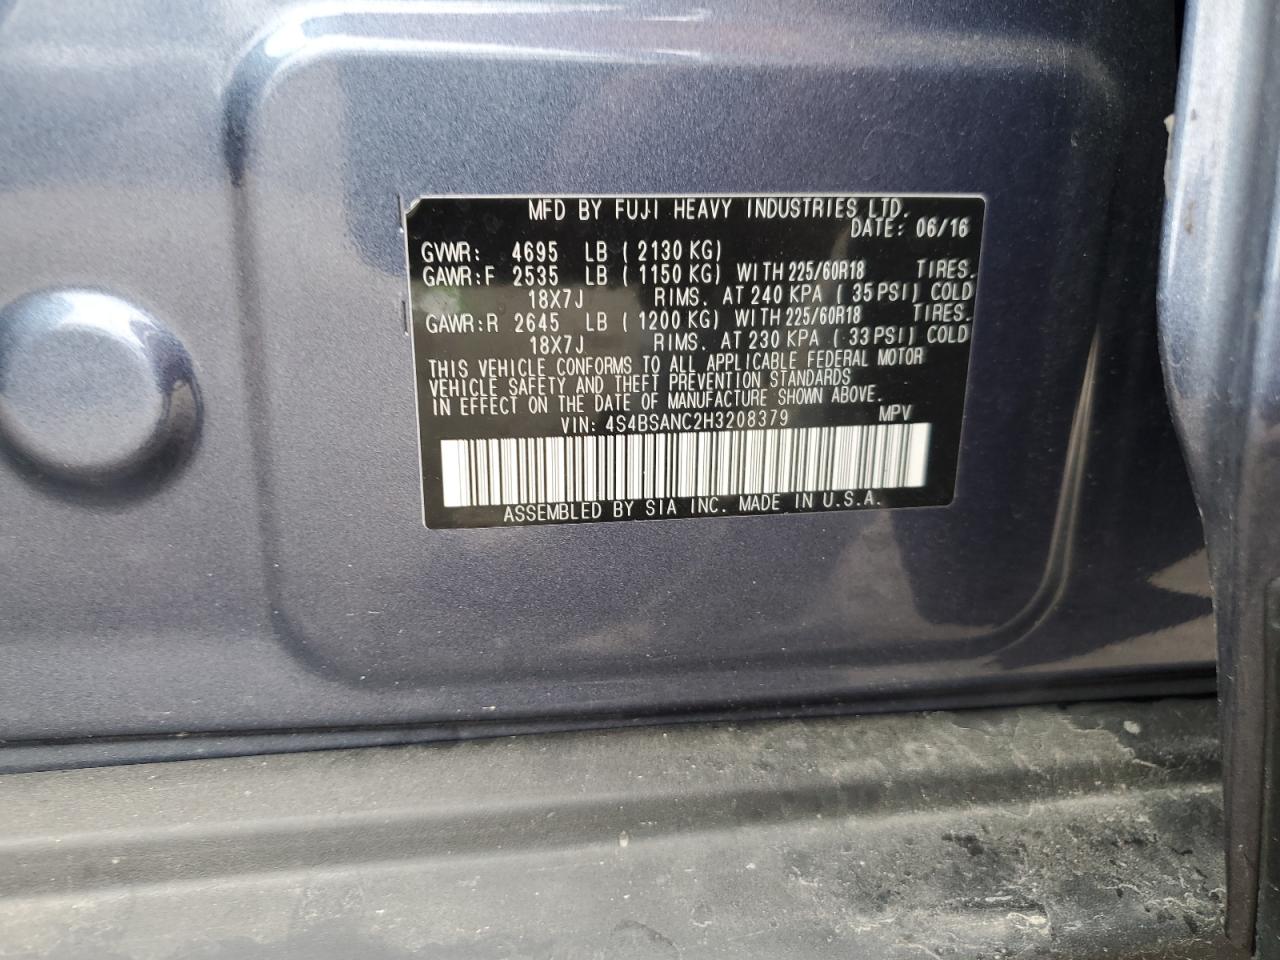 MFD BY FUJI HEAVY INDUSTRIES LTD.
DATE: 06/16
GVWR: 4695 LB ( 2130 KG)
GAWR:F 2535 LB ( 1150 KG) WITH 225/60R18 TIRES.
18X7J RIMS. AT 240 KPA ( 35 PSI) COLD
GAWR:R 2645 LB ( 1200 KG) WITH 225/60R18 TIRES.
18X7J RIMS. AT 230 KPA ( 33 PSI) COLD
THIS VEHICLE CONFORMS TO ALL APPLICABLE FEDERAL MOTOR
VEHICLE SAFETY AND THEFT PREVENTION STANDARDS
IN EFFECT ON THE DATE OF MANUFACTURE SHOWN ABOVE.
VIN: 4S4BSANC2H3208379 MPV
ASSEMBLED BY SIA INC. MADE IN U.S.A.